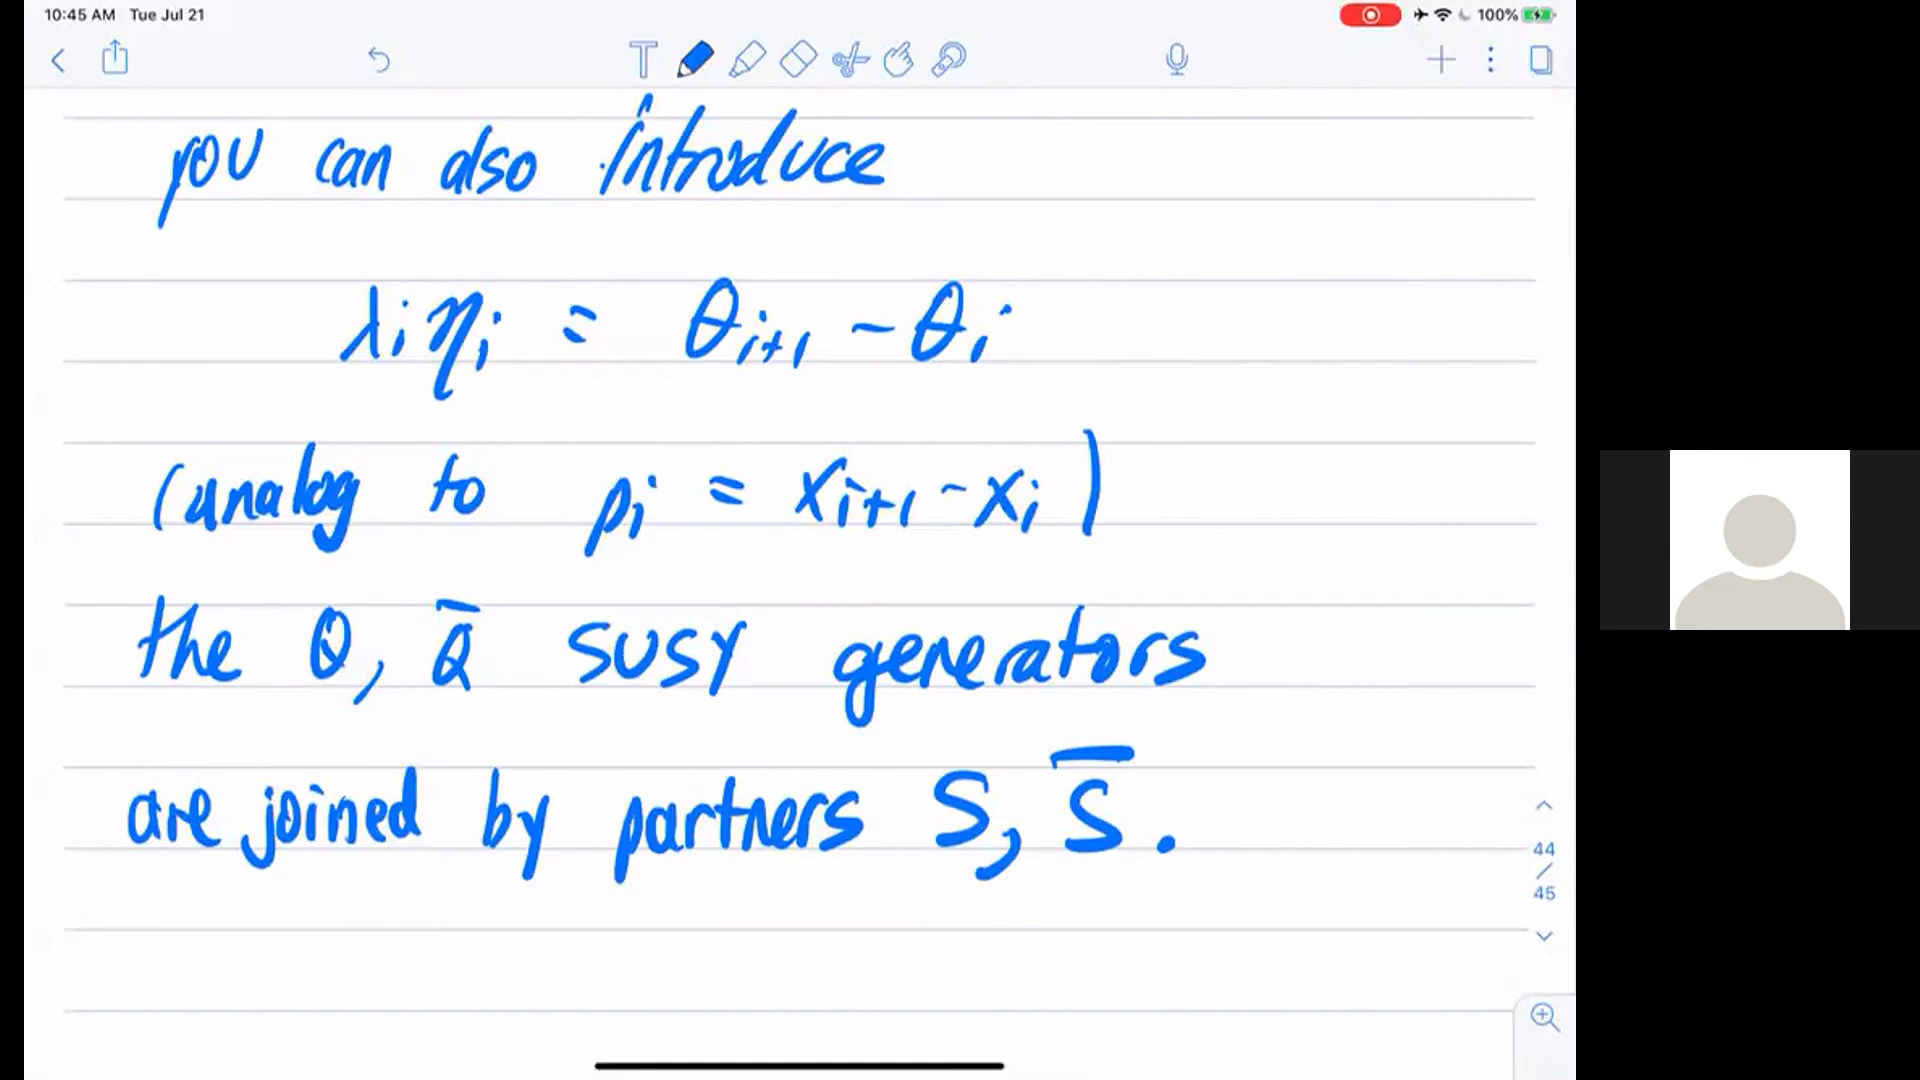 10:45 AM Tue Jul 21
100%
you can also introduce
λᵢηᵢ = θᵢ₊₁ - θᵢ
(analog to pᵢ = xᵢ₊₁ - xᵢ)
the Q, Q̅ susy generators
are joined by partners S, S̅.
44
/
45